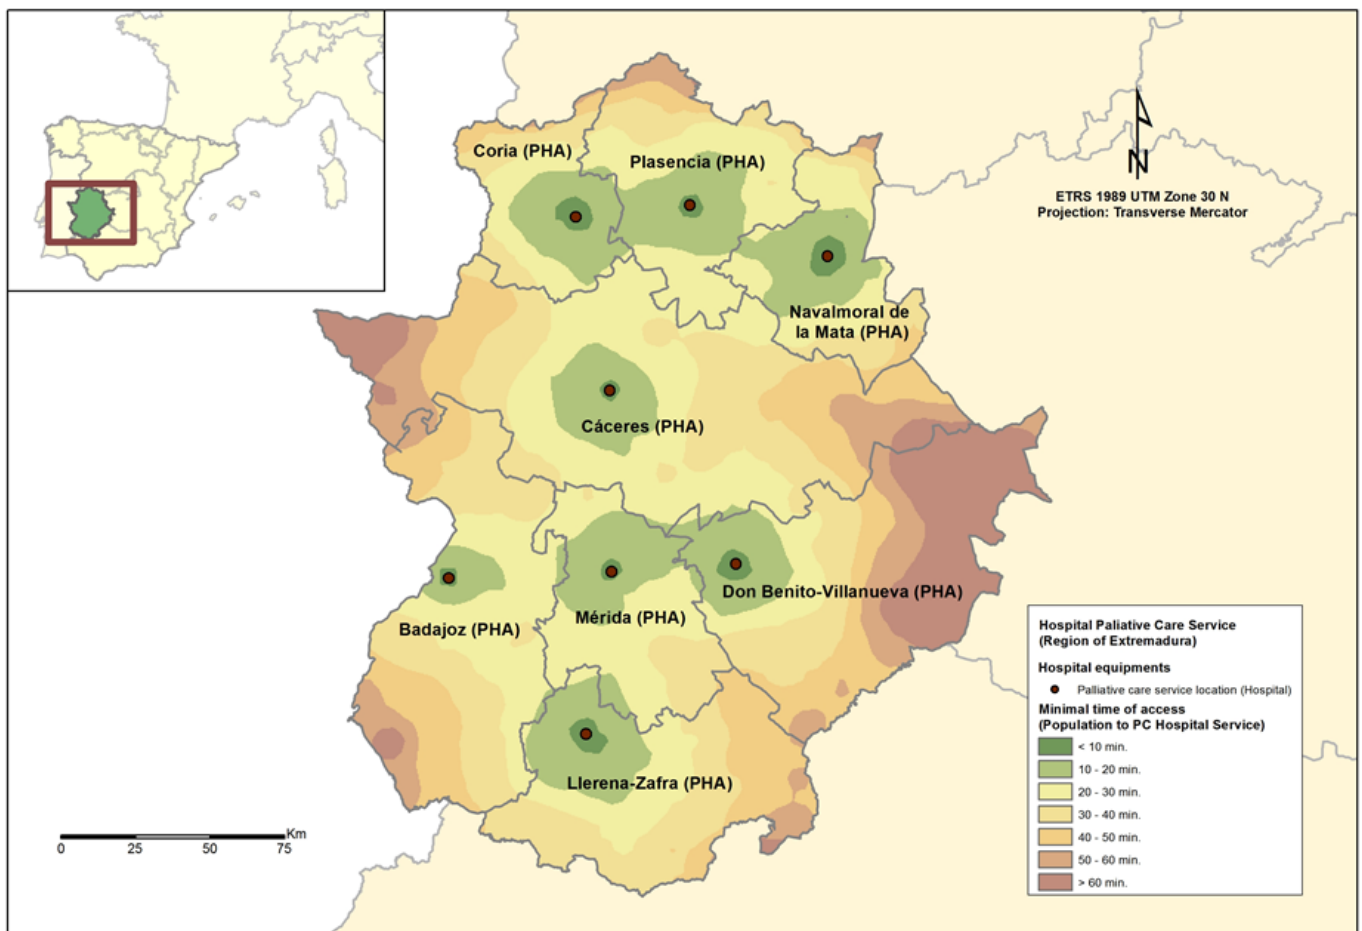 Coria (PHA)
Plasencia (PHA)
N
ETRS 1989 UTM Zone 30 N
Projection: Transverse Mercator
Navalmoral de
la Mata (PHA)
Cáceres (PHA)
Don Benito-Villanueva (PHA)
Mérida (PHA)
Badajoz (PHA)
Llerena-Zafra (PHA)
Km
0 25 50 75
Hospital Paliative Care Service
(Region of Extremadura)
Hospital equipments
Palliative care service location (Hospital)
Minimal time of access
(Population to PC Hospital Service)
< 10 min.
10 - 20 min.
20 - 30 min.
30 - 40 min.
40 - 50 min.
50 - 60 min.
> 60 min.